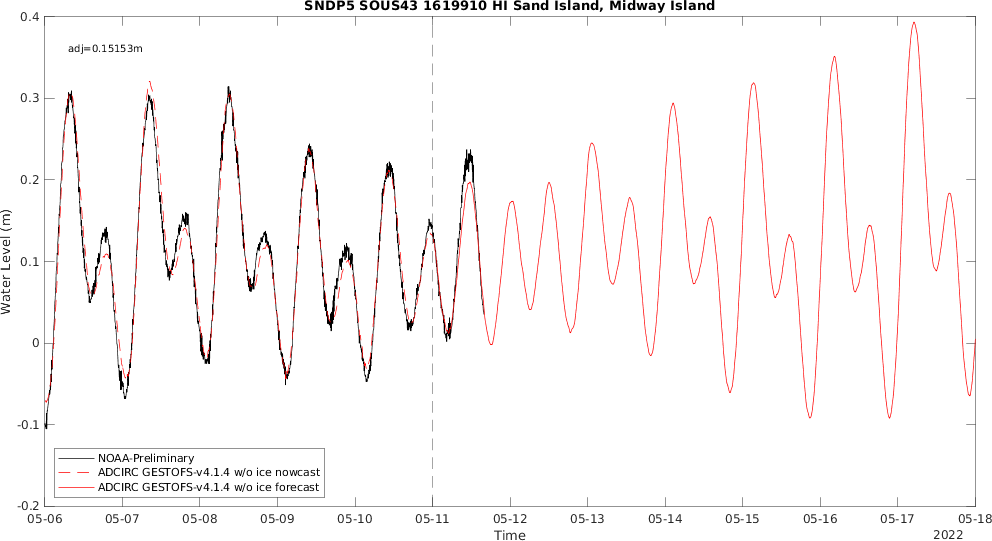 SNDP5 SOUS43 1619910 HI Sand Island, Midway Island
adj=0.15153m
0.4
0.3
0.2
0.1
0
-0.1
-0.2
Water Level (m)
NOAA-Preliminary
ADCIRC GESTOFS-v4.1.4 w/o ice nowcast
ADCIRC GESTOFS-v4.1.4 w/o ice forecast
05-06 05-07 05-08 05-09 05-10 05-11 05-12 05-13 05-14 05-15 05-16 05-17 05-18
Time
2022